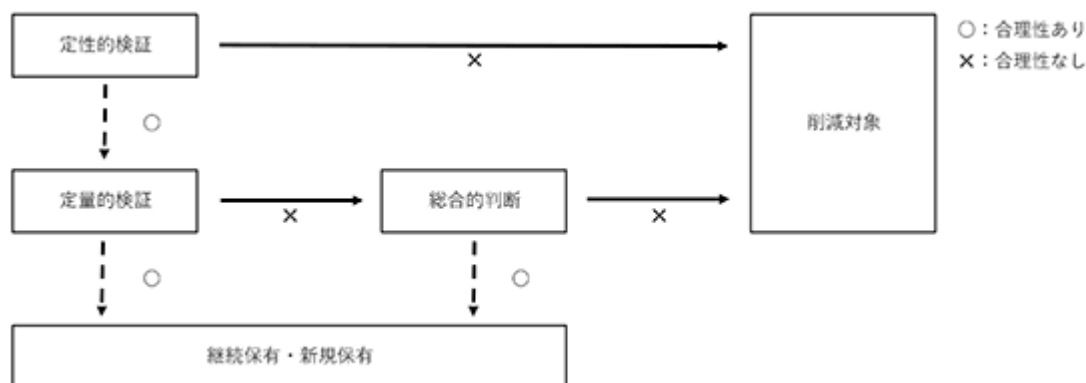 定性的検証
○：合理性あり
×
×：合理性なし
○
削減対象
定量的検証
総合的判断
×
×
○
○
継続保有・新規保有